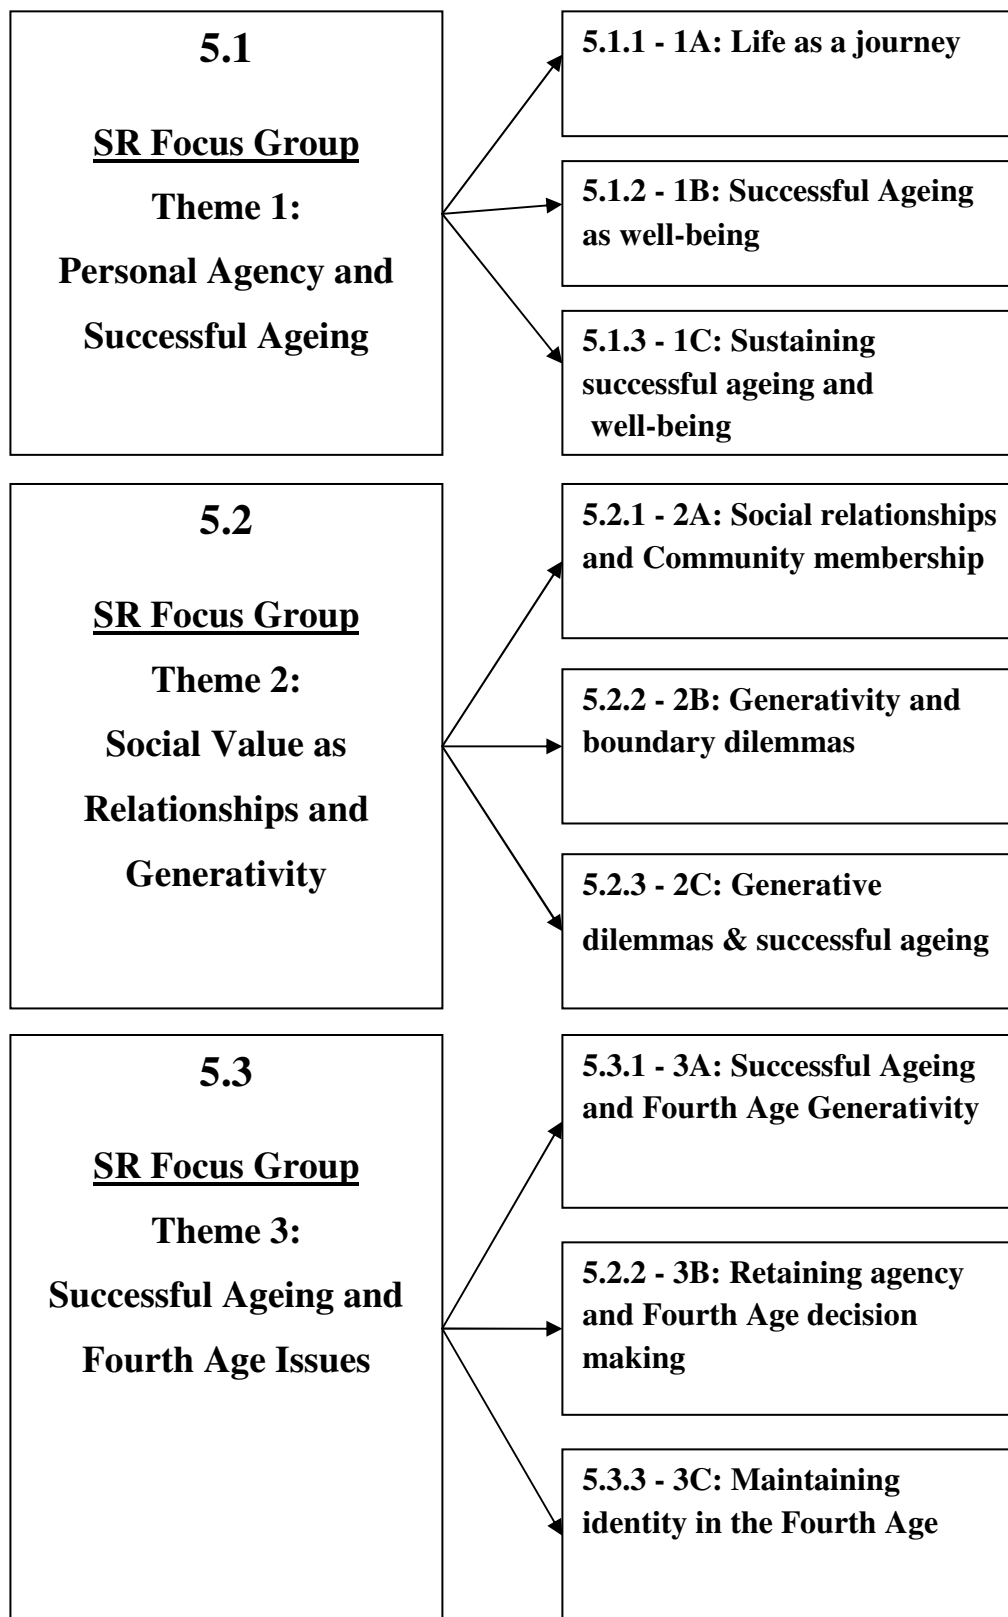 5.1
SR Focus Group
Theme 1:
Personal Agency and
Successful Ageing
5.1.1 - 1A: Life as a journey
5.1.2 - 1B: Successful Ageing
as well-being
5.1.3 - 1C: Sustaining
successful ageing and
well-being
5.2
SR Focus Group
Theme 2:
Social Value as
Relationships and
Generativity
5.2.1 - 2A: Social relationships
and Community membership
5.2.2 - 2B: Generativity and
boundary dilemmas
5.2.3 - 2C: Generative
dilemmas & successful ageing
5.3
SR Focus Group
Theme 3:
Successful Ageing and
Fourth Age Issues
5.3.1 - 3A: Successful Ageing
and Fourth Age Generativity
5.2.2 - 3B: Retaining agency
and Fourth Age decision
making
5.3.3 - 3C: Maintaining
identity in the Fourth Age